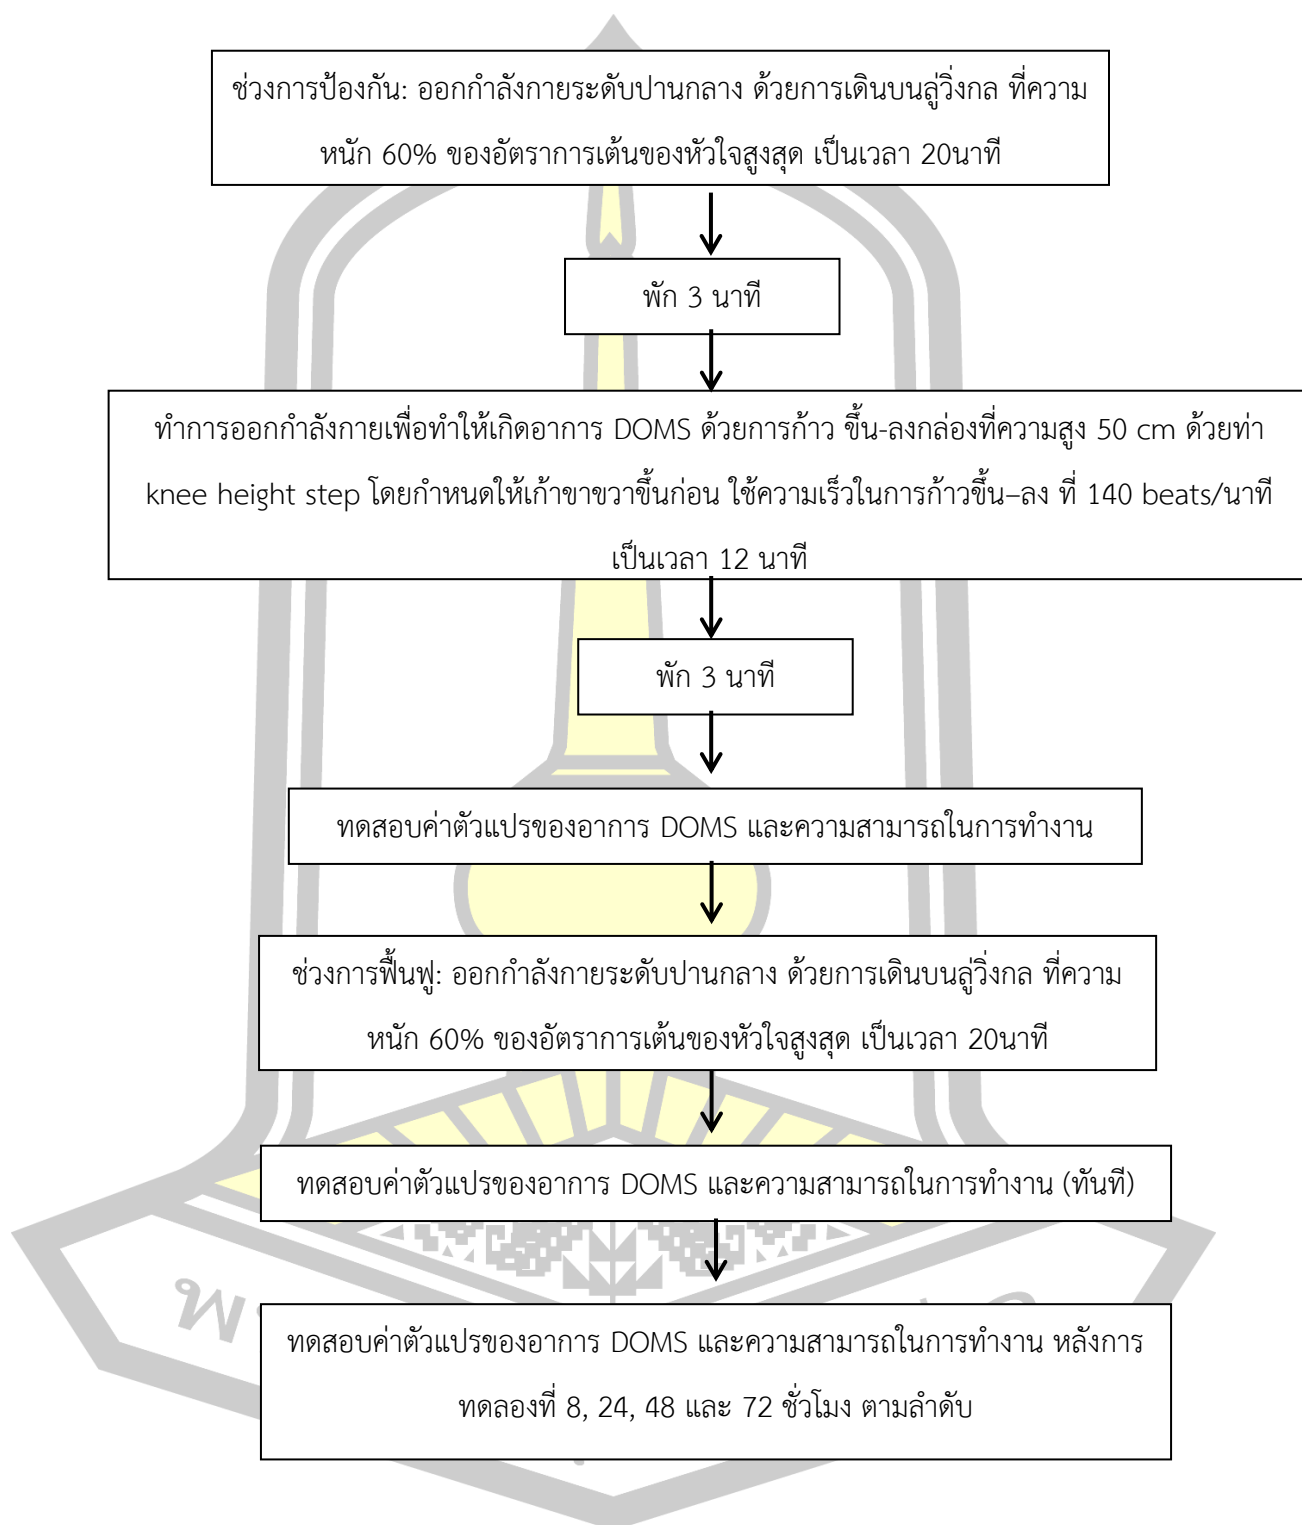 ช่วงการป้องกัน: ออกกำลังกายระดับปานกลาง ด้วยการเดินบนลู่วิ่งกล ที่ความ
หนัก 60% ของอัตราการเต้นของหัวใจสูงสุด เป็นเวลา 20นาที
พัก 3 นาที
ทำการออกกำลังกายเพื่อทำให้เกิดอาการ DOMS ด้วยการก้าว ขึ้น-ลงกล่องที่ความสูง 50 cm ด้วยท่า
knee height step โดยกำหนดให้เก้าขาขวาขึ้นก่อน ใช้ความเร็วในการก้าวขึ้น–ลง ที่ 140 beats/นาที
เป็นเวลา 12 นาที
พัก 3 นาที
ทดสอบค่าตัวแปรของอาการ DOMS และความสามารถในการทำงาน
ช่วงการฟื้นฟู: ออกกำลังกายระดับปานกลาง ด้วยการเดินบนลู่วิ่งกล ที่ความ
หนัก 60% ของอัตราการเต้นของหัวใจสูงสุด เป็นเวลา 20นาที
ทดสอบค่าตัวแปรของอาการ DOMS และความสามารถในการทำงาน (ทันที)
ทดสอบค่าตัวแปรของอาการ DOMS และความสามารถในการทำงาน หลังการ
ทดลองที่ 8, 24, 48 และ 72 ชั่วโมง ตามลำดับ